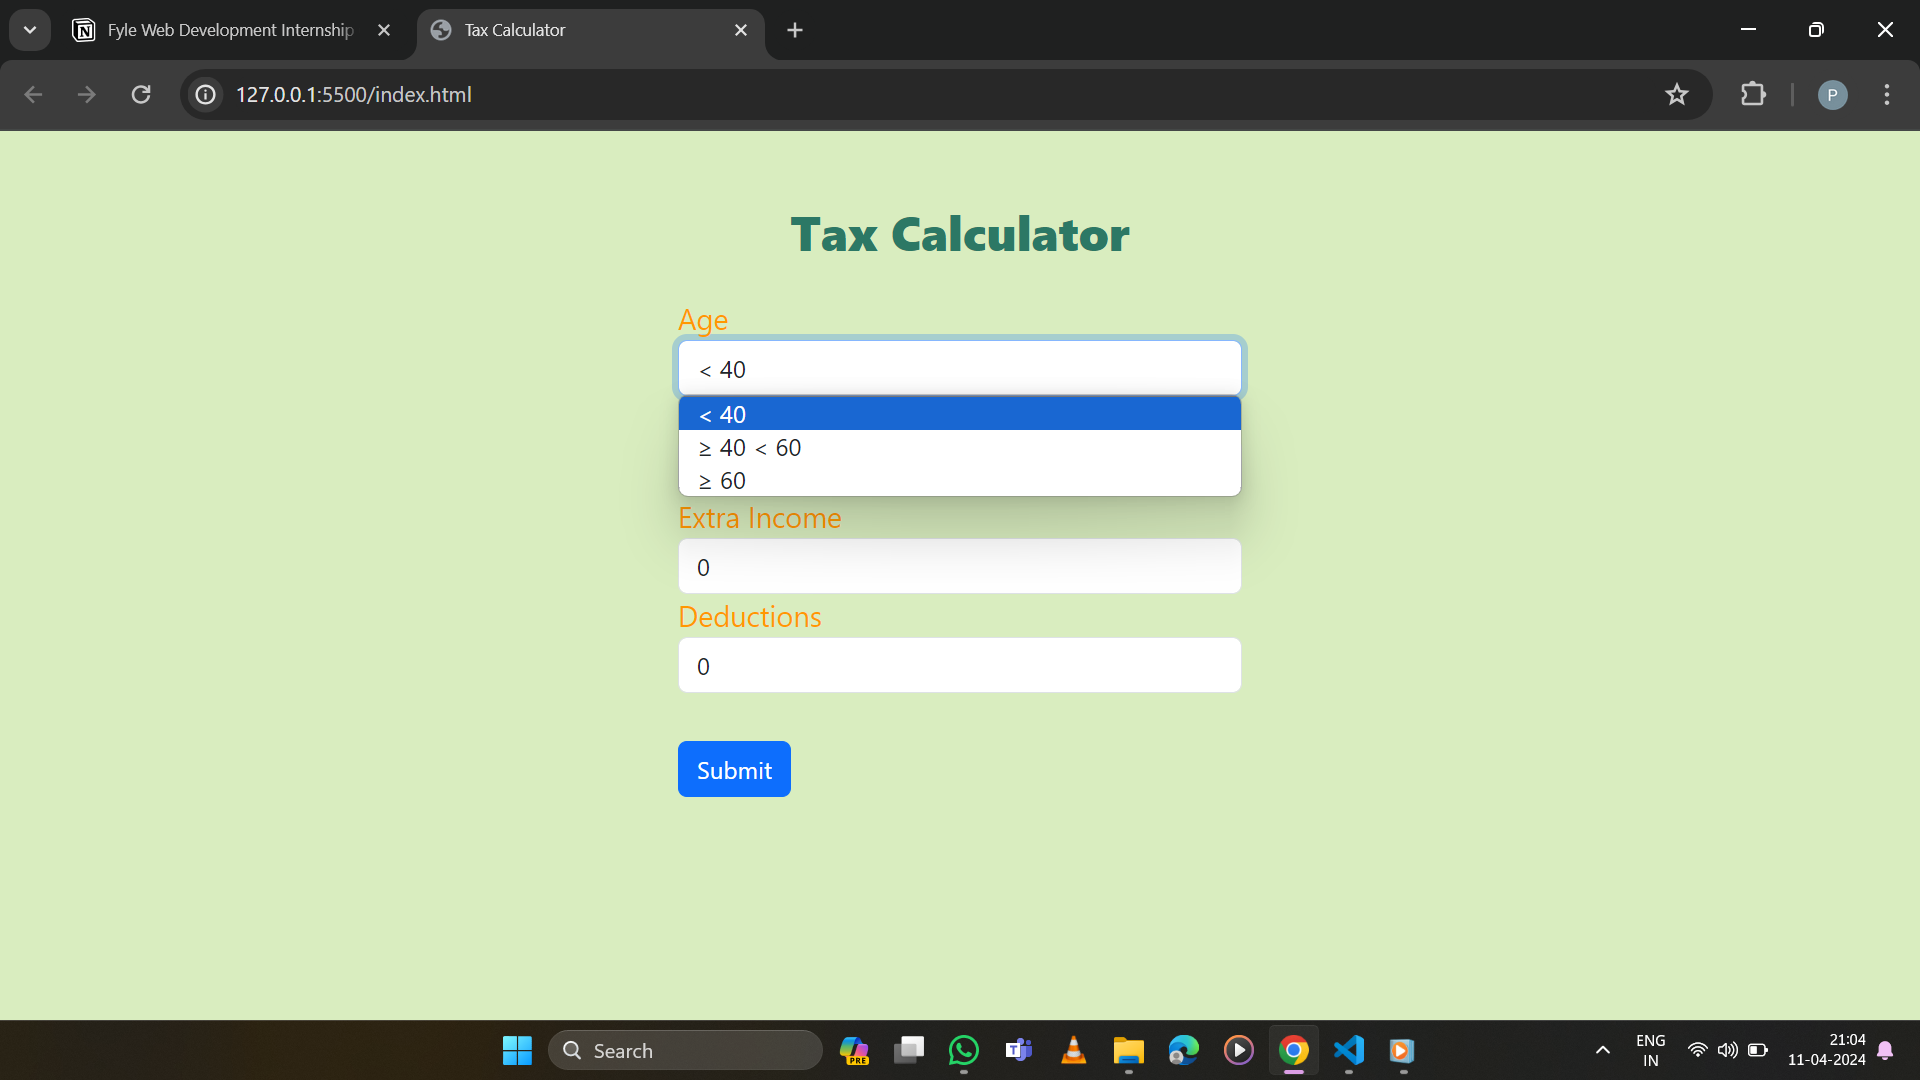 Fyle Web Development Internship
Tax Calculator
127.0.0.1:5500/index.html
P
Tax Calculator
Age
< 40
< 40
≥ 40 < 60
≥ 60
Extra Income
0
Deductions
0
Submit
Search
PRE
ENG
IN
21:04
11-04-2024